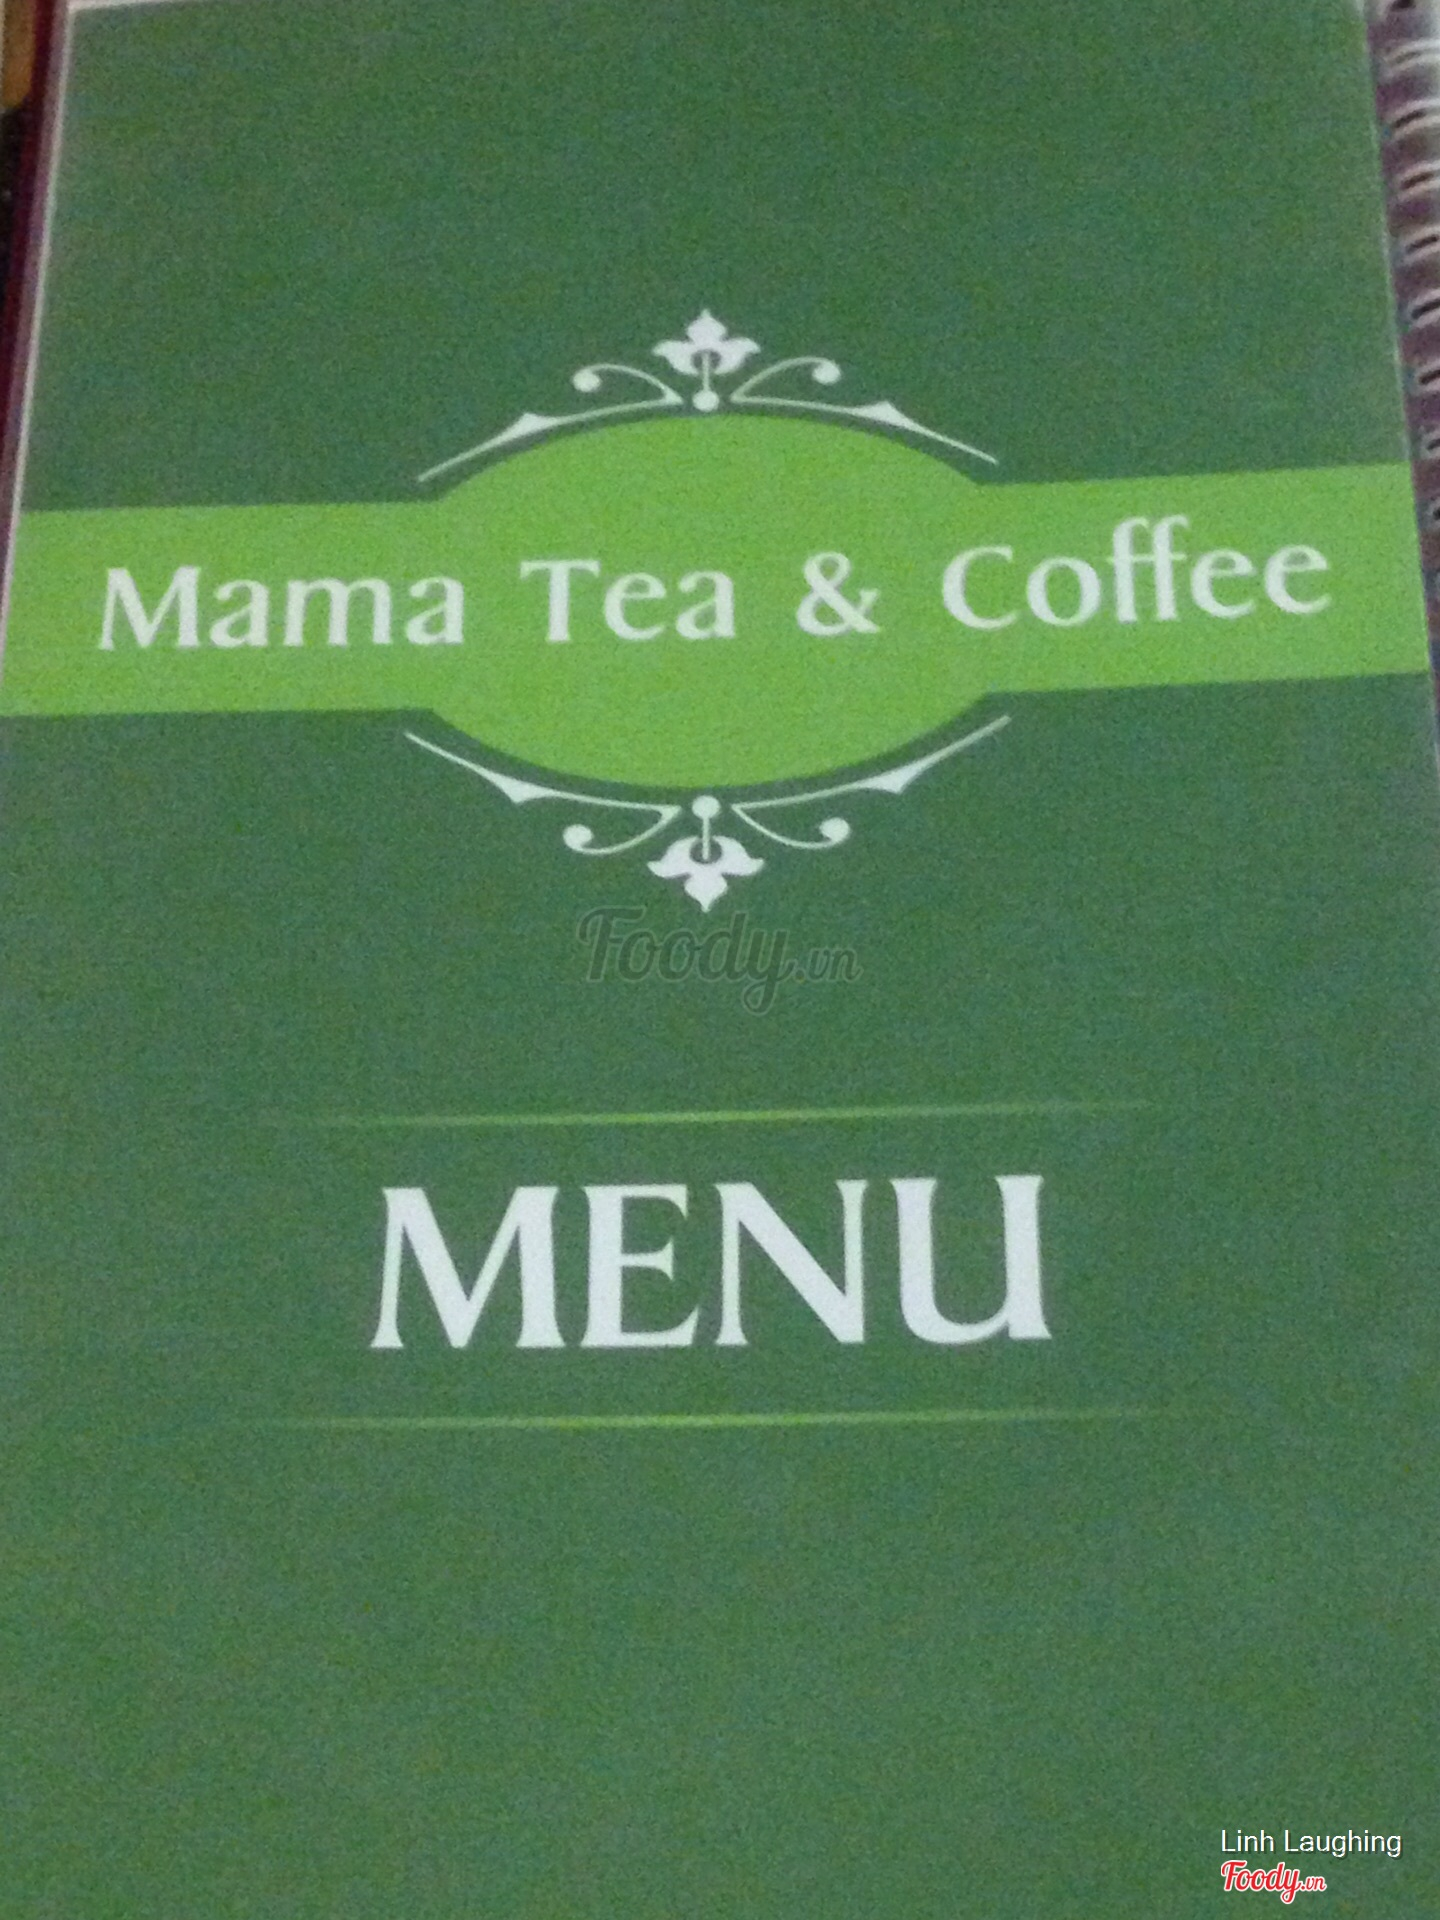 Mama Tea & Coffee
Foody.vn
MENU
Linh Laughing
Foody.vn